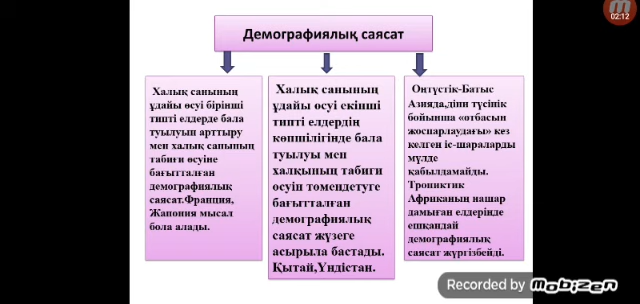 02:12
Демографиялық саясат
Халық санының
ұдайы өсуі бірінші
типті елдерде бала
туылуын арттыру
мен халық санының
табиғи өсуіне
бағытталған
демографиялық
саясат.Франция,
Жапония мысал
бола алады.
Халық санының
ұдайы өсуі екінші
типті елдердің
көпшілігінде бала
туылуы мен
халқының табиғи
өсуін төмендетуге
бағытталған
демографиялық
саясат жүзеге
асырыла бастады.
Қытай,Үндістан.
Оңтүстік-Батыс
Азияда,діни түсінік
бойынша «отбасын
жоспарлаудағы» кез
келген іс-шараларды
мүлде
қабылдамайды.
Тропиктик
Африканың нашар
дамыған елдерінде
ешқандай
демографиялық
саясат жүргізбейді.
Recorded by Mobizen